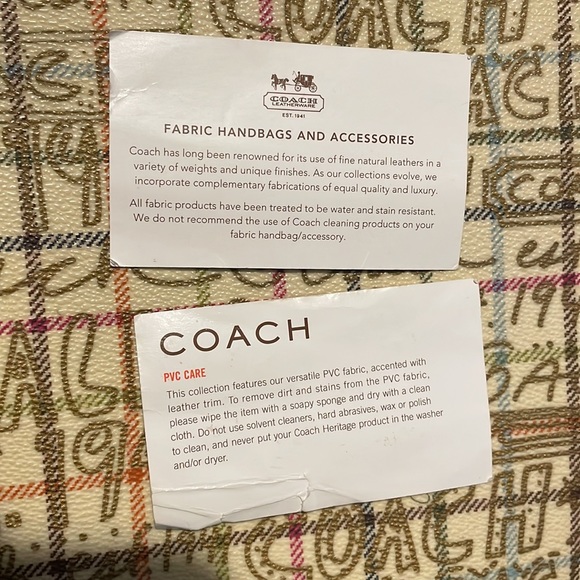 COACH
LEATHERWARE
EST. 1941
FABRIC HANDBAGS AND ACCESSORIES
Coach has long been renowned for its use of fine natural leathers in a
variety of weights and unique finishes. As our collections evolve, we
incorporate complementary fabrications of equal quality and luxury.
All fabric products have been treated to be water and stain resistant.
We do not recommend the use of Coach cleaning products on your
fabric handbag/accessory.
COACH
PVC CARE
This collection features our versatile PVC fabric, accented with
leather trim. To remove dirt and stains from the PVC fabric,
please wipe the item with a soapy sponge and dry with a clean
cloth. Do not use solvent cleaners, hard abrasives, wax or polish
to clean, and never put your Coach Heritage product in the washer
and/or dryer.
COACH